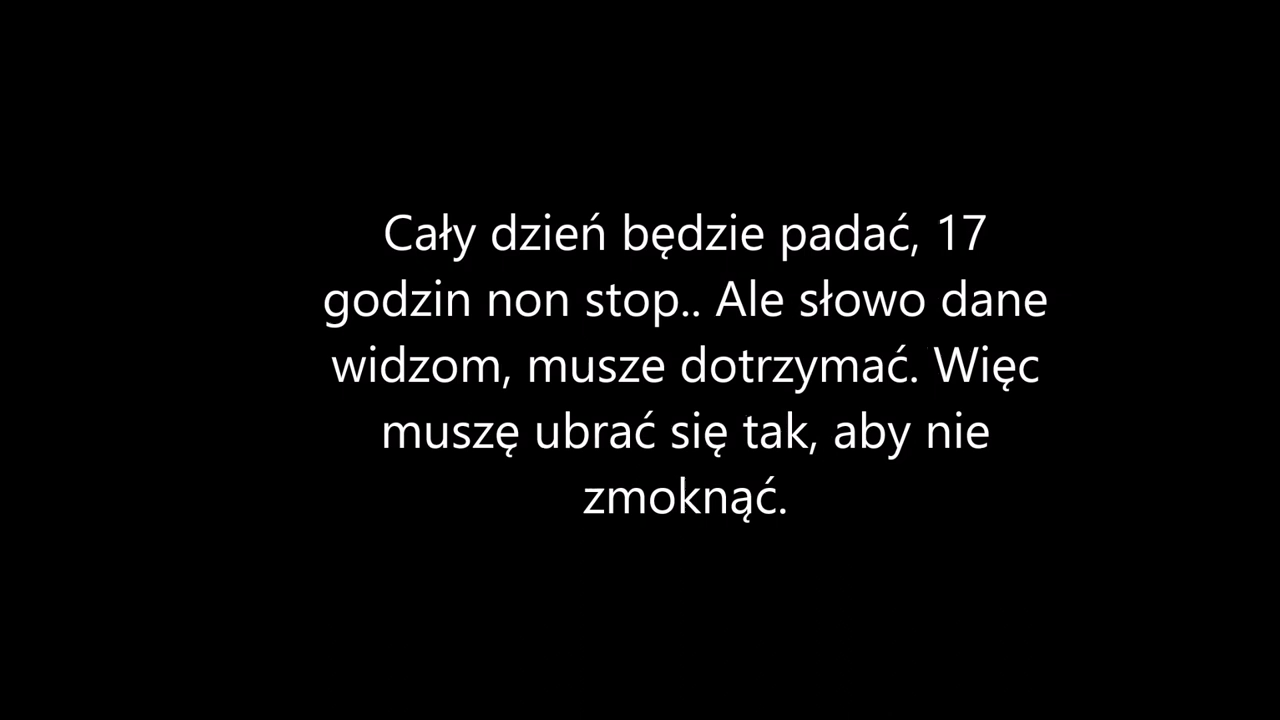 Cały dzień będzie padać, 17
godzin non stop.. Ale słowo dane
widzom, musze dotrzymać. Więc
muszę ubrać się tak, aby nie
zmoknąć.